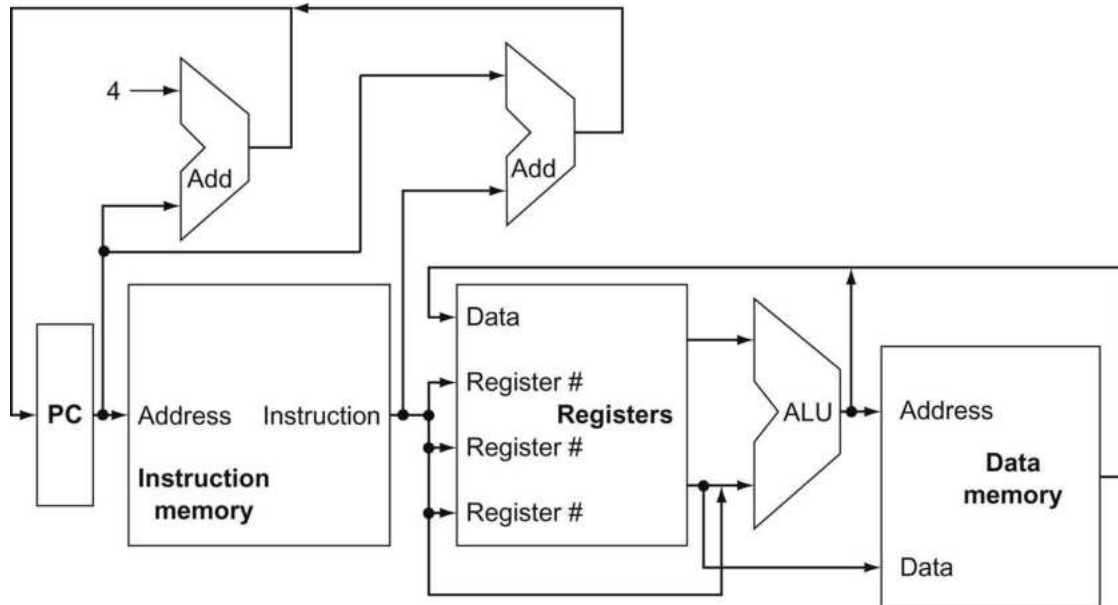 4
Add
Add
Data
Register #
Registers
ALU
PC
Address
Instruction
Register #
Address
Instruction
memory
Register #
Data
memory
Data